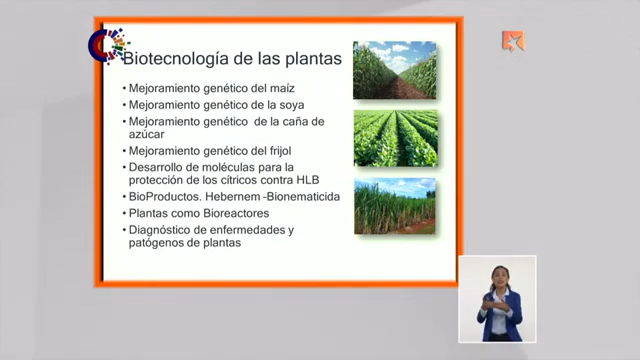 Biotecnología de las plantas
• Mejoramiento genético del maíz
• Mejoramiento genético de la soya
• Mejoramiento genético de la caña de
azúcar
• Mejoramiento genético del frijol
• Desarrollo de moléculas para la
protección de los cítricos contra HLB
• BioProductos. Hebernem -Bionematicida
• Plantas como Bioreactores
• Diagnóstico de enfermedades y
patógenos de plantas